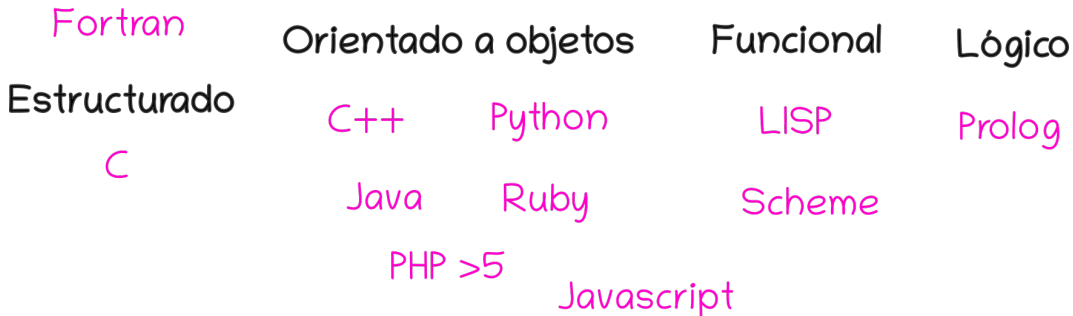 Fortran
Estructurado
C
Orientado a objetos
C++ Python
Java Ruby
PHP >5
Javascript
Funcional
LISP
Scheme
Lógico
Prolog